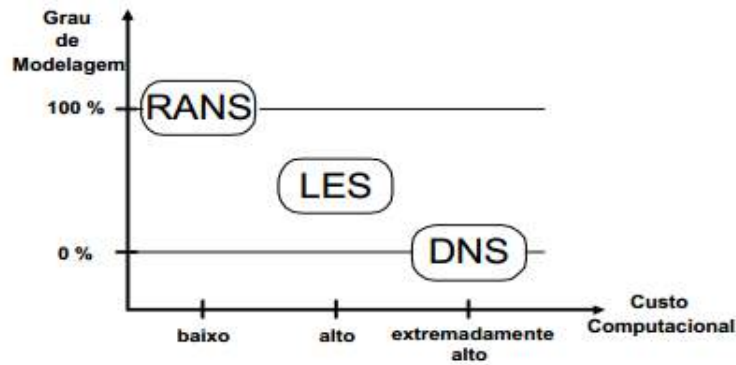 Grau
de
Modelagem
100 %
RANS
LES
0 %
DNS
Custo
Computacional
baixo
alto
extremadamente
alto